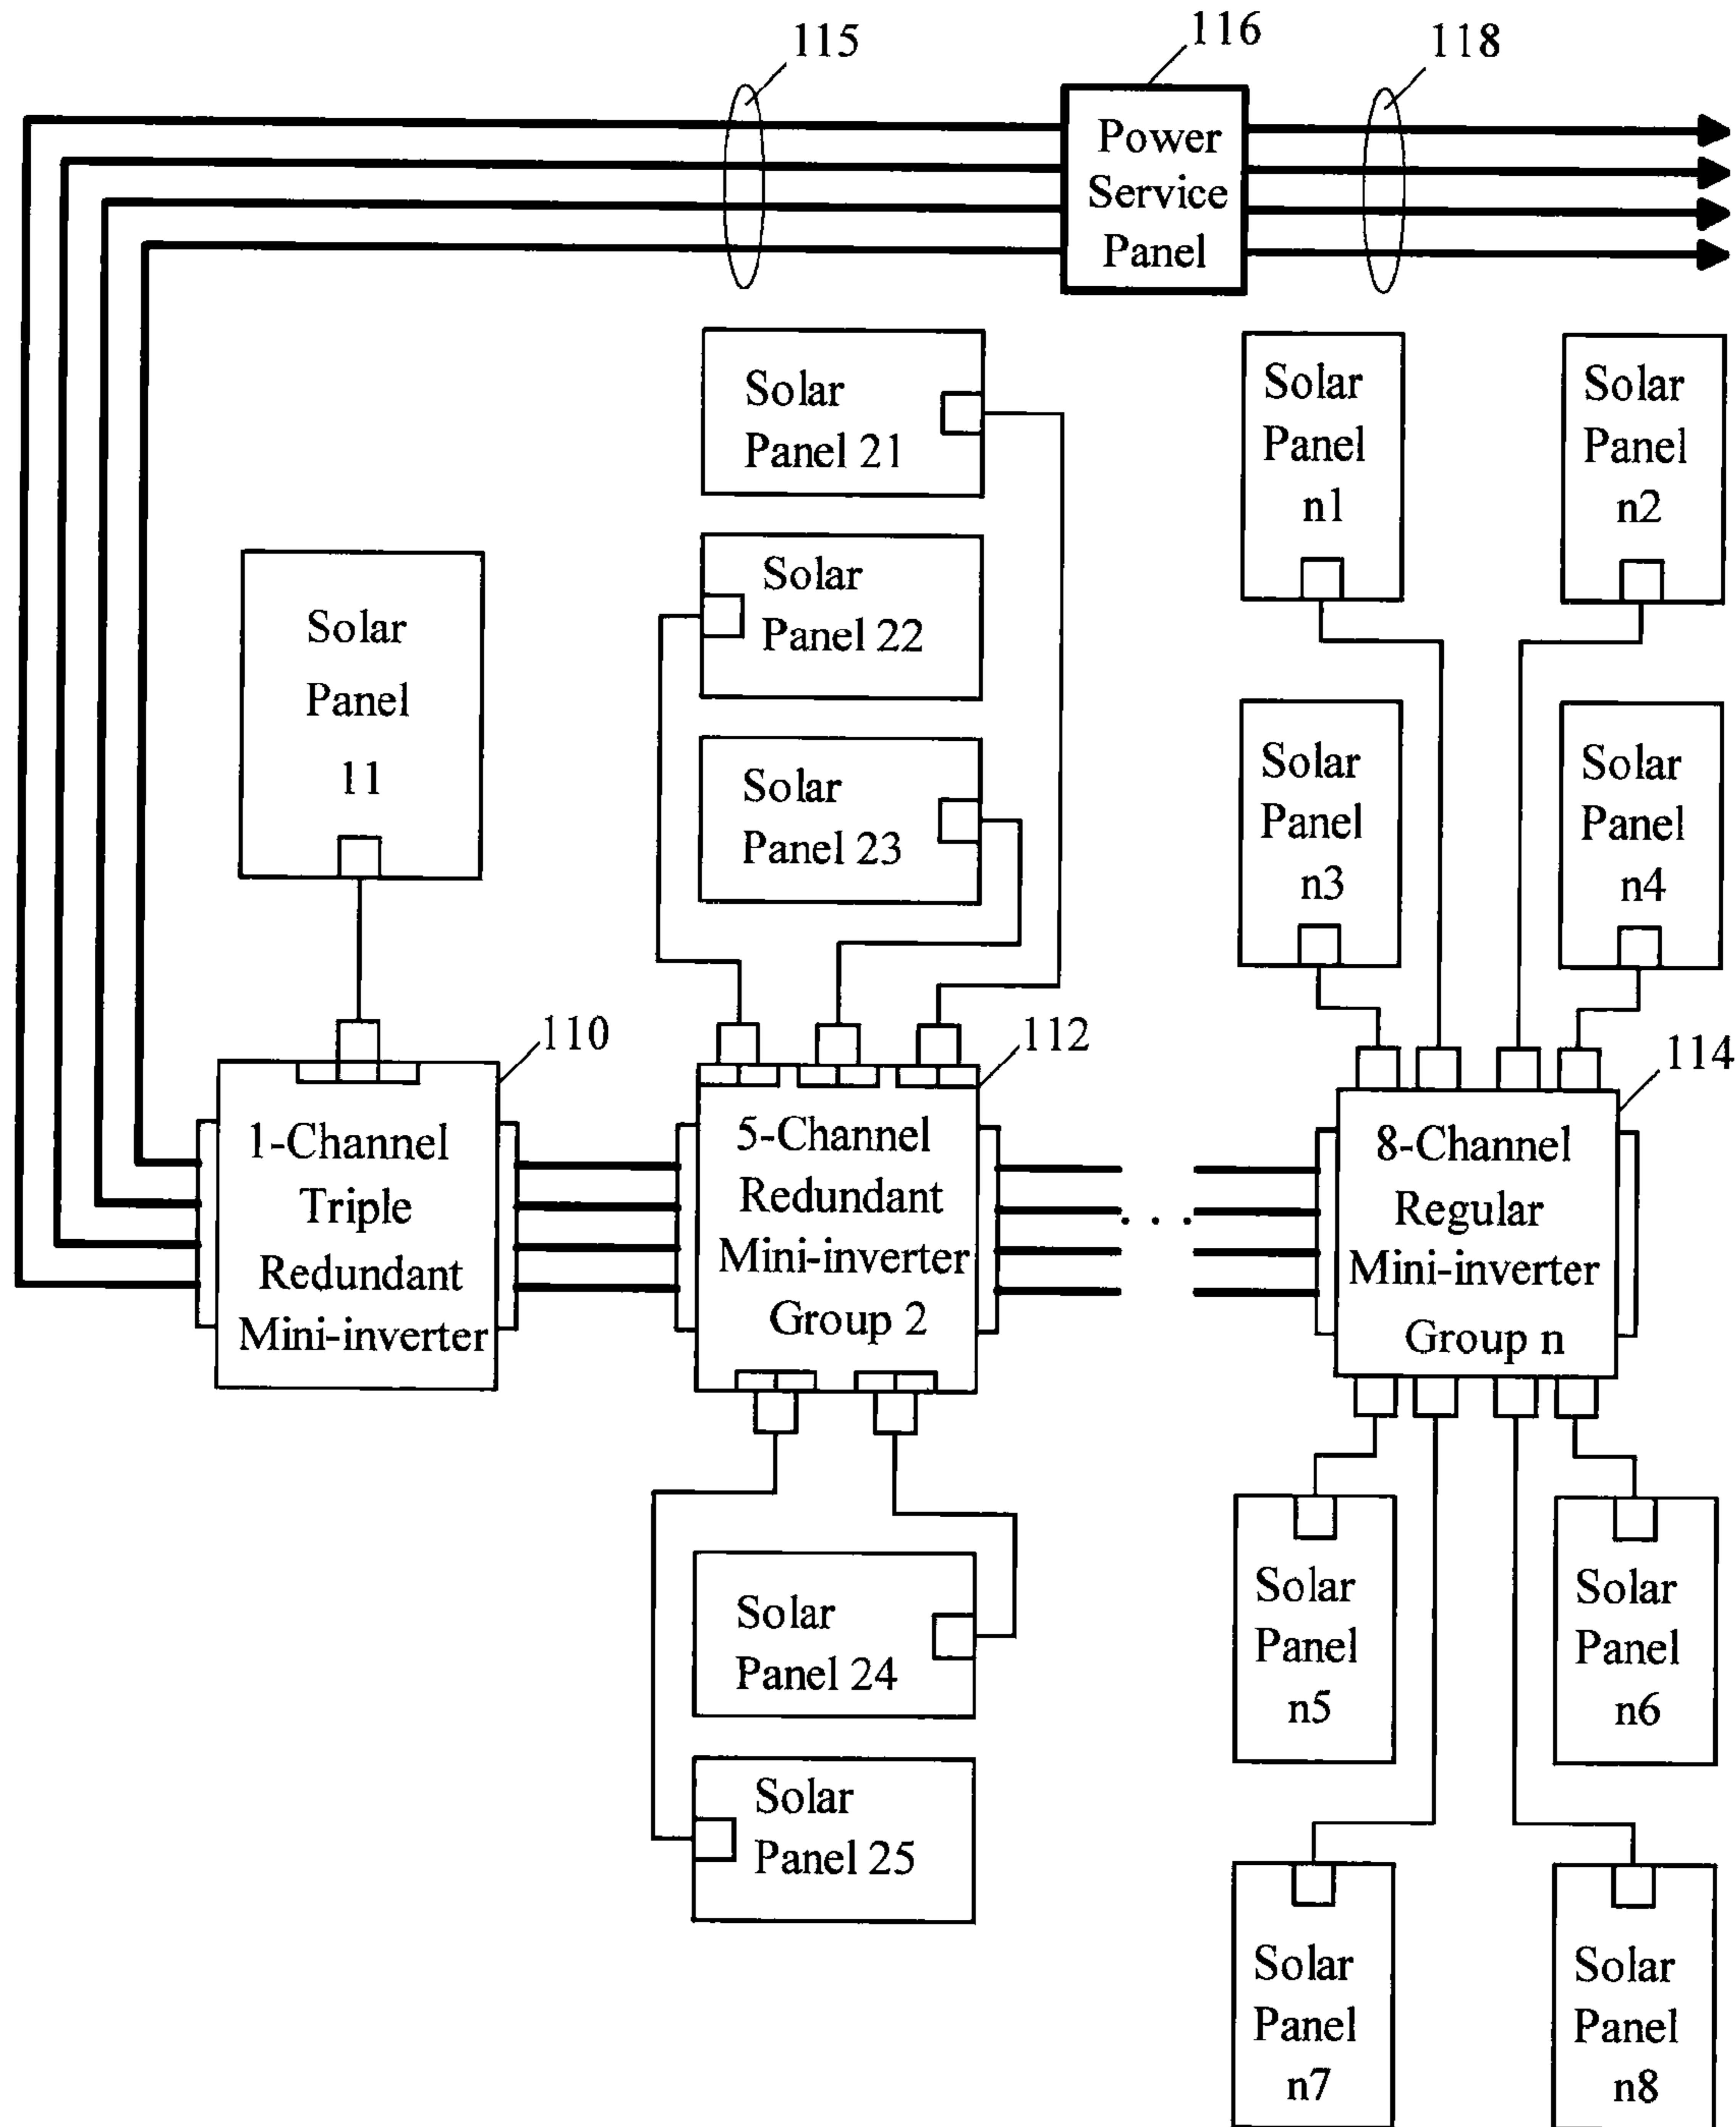 115
116
118
Power
Service
Panel
Solar
Panel 21
Solar
Panel
n1
Solar
Panel
n2
Solar
Panel 22
Solar
Panel
11
Solar
Panel 23
Solar
Panel
n3
Solar
Panel
n4
110
112
114
1-Channel
Triple
Redundant
Mini-inverter
5-Channel
Redundant
Mini-inverter
Group 2
. . .
8-Channel
Regular
Mini-inverter
Group n
Solar
Panel 24
Solar
Panel
n5
Solar
Panel
n6
Solar
Panel 25
Solar
Panel
n7
Solar
Panel
n8